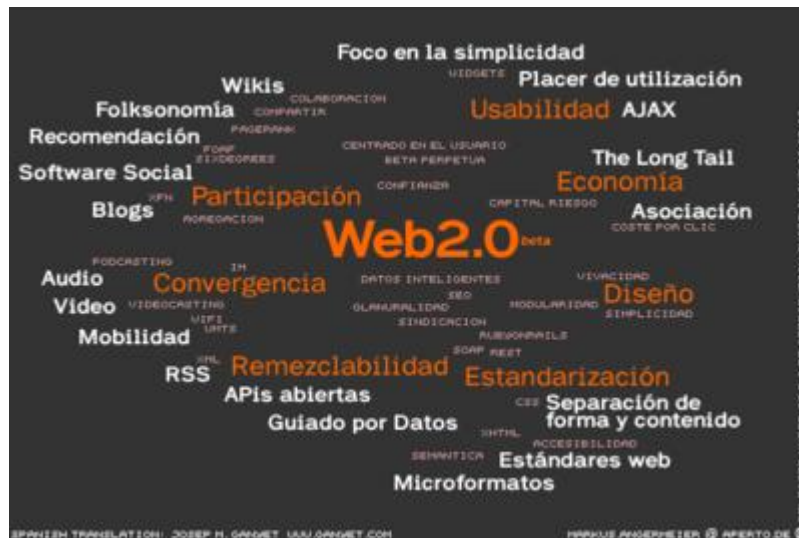 Foco en la simplicidad
WIDGETS Placer de utilización
Wikis
COLABORACION
Folksonomía COMPARTIR Usabilidad AJAX
Recomendación PAGERANK
CENTRADO EN EL USUARIO
FOAF
SIXDEGREES BETA PERPETUA The Long Tail
Software Social
CONFIANZA Economía
XFN Participación
CAPITAL RIESGO
Blogs AGREGACION Asociación
COSTE POR CLIC
Web2.0 beta
PODCASTING
IM
Audio Convergencia DATOS INTELIGENTES VIVACIDAD
SEO Diseño
Video VIDEOCASTING MODULARIDAD
SIMPLICIDAD
WIFI SINDICACION
Mobilidad UMTS
SOAP REST
XML Remezclabilidad
RSS Estandarización
APis abiertas
CSS Separación de
forma y contenido
Guiado por Datos
XHTML
ACCESIBILIDAD
SEMANTICA Estándares web
Microformatos
SPANISH TRANSLATION: JOSEP M. GANYET WWW.GANYET.COM MARKUS ANGERMEIER @ APERTO.DE